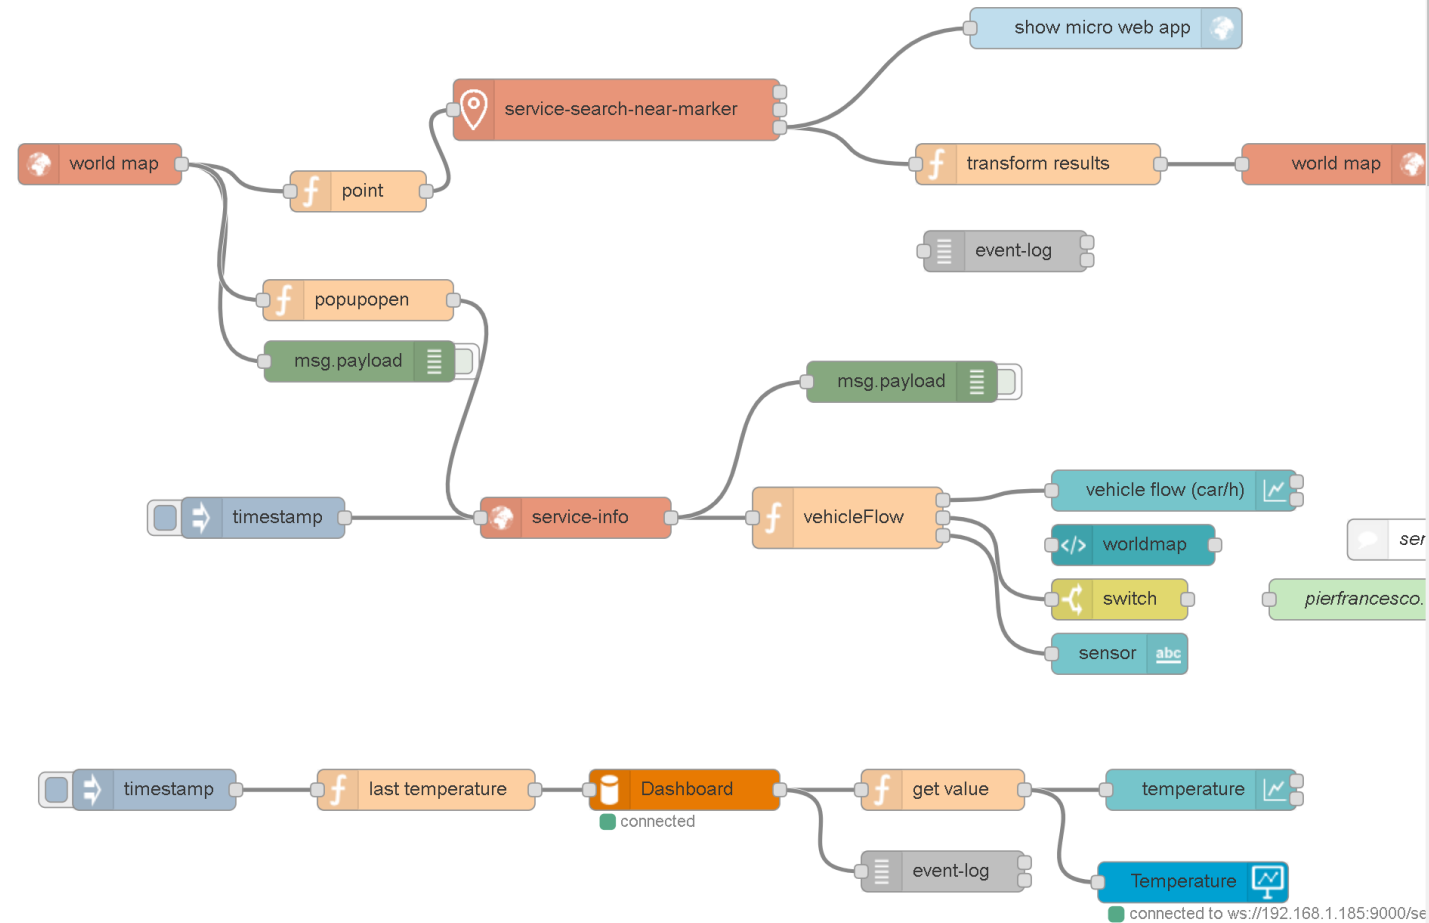 show micro web app
service-search-near-marker
world map
transform results
world map
point
event-log
popupopen
msg.payload
msg.payload
vehicle flow (car/h)
timestamp
service-info
vehicleFlow
worldmap
ser
switch
pierfrancesco.
sensor
abc
timestamp
last temperature
Dashboard
get value
temperature
connected
event-log
Temperature
connected to ws://192.168.1.185:9000/se